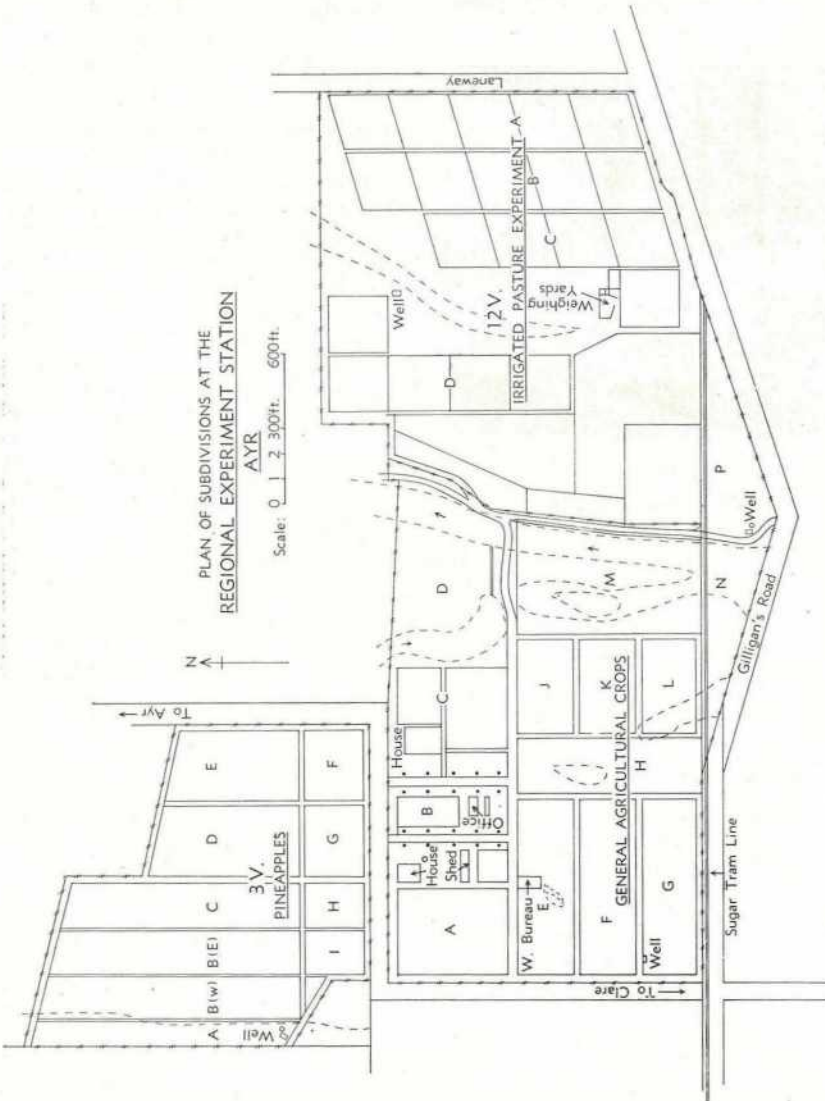 PLAN OF SUBDIVISIONS AT THE
REGIONAL EXPERIMENT STATION
AYR
Scale: 0 1 2 300ft. 600ft.
N
To Ayr
3 V.
PINEAPPLES
A
B(w)
B(E)
C
D
E
F
G
H
I
Well
House
House
Shed
Office
A
B
C
D
W. Bureau
E
F
G
H
J
K
L
M
N
P
GENERAL AGRICULTURAL CROPS
Well
Well
To Clare
Sugar Tram Line
Gilligan's Road
Laneway
12 V.
IRRIGATED PASTURE EXPERIMENT
A
B
C
D
Well
Weighing
Yards